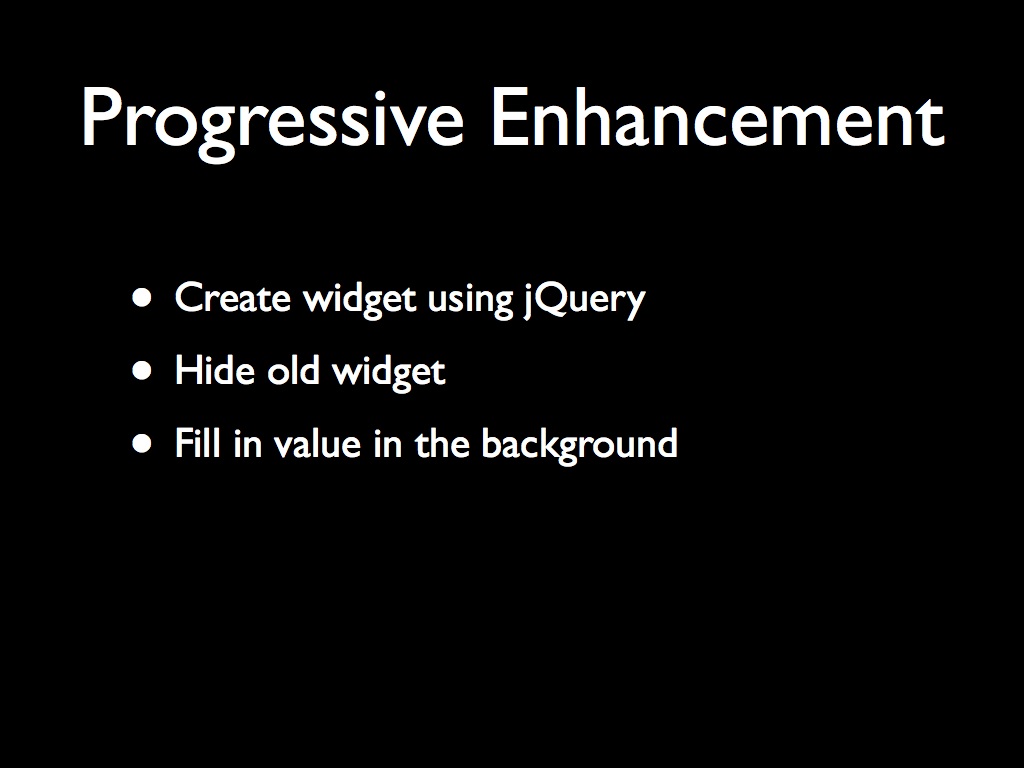 Progressive Enhancement
• Create widget using jQuery
• Hide old widget
• Fill in value in the background